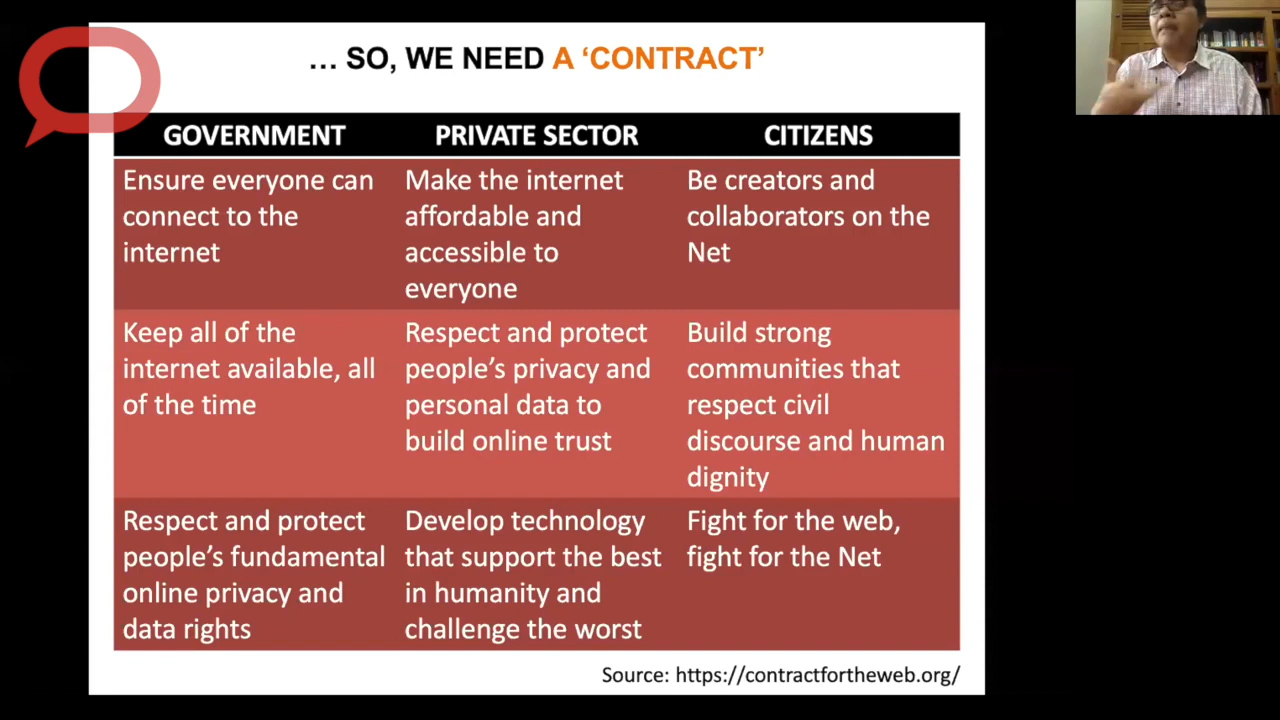 … SO, WE NEED A ‘CONTRACT’
GOVERNMENT PRIVATE SECTOR CITIZENS
Ensure everyone can
connect to the
internet
Make the internet
affordable and
accessible to
everyone
Be creators and
collaborators on the
Net
Keep all of the
internet available, all
of the time
Respect and protect
people’s privacy and
personal data to
build online trust
Build strong
communities that
respect civil
discourse and human
dignity
Respect and protect
people’s fundamental
online privacy and
data rights
Develop technology
that support the best
in humanity and
challenge the worst
Fight for the web,
fight for the Net
Source: https://contractfortheweb.org/